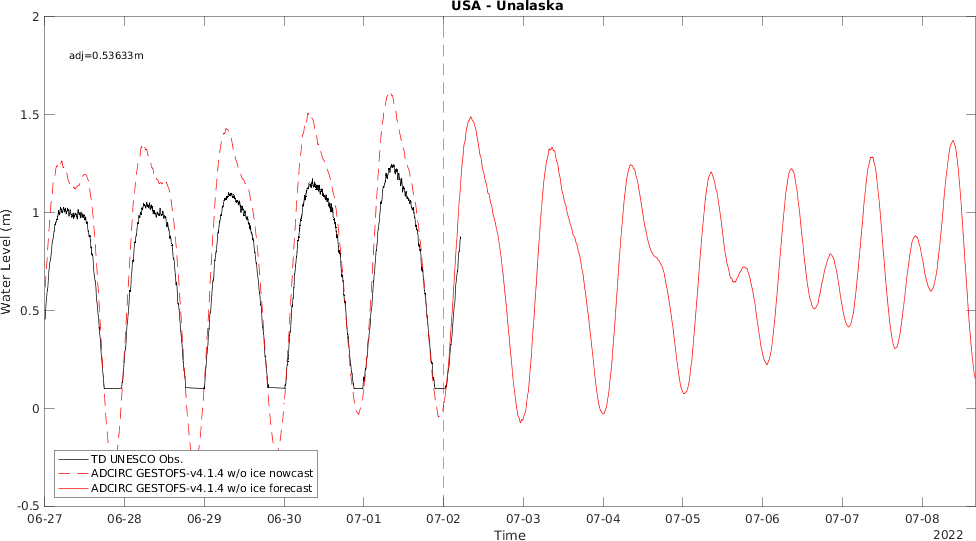 USA - Unalaska
adj=0.53633m
Water Level (m)
2
1.5
1
0.5
0
-0.5
TD UNESCO Obs.
ADCIRC GESTOFS-v4.1.4 w/o ice nowcast
ADCIRC GESTOFS-v4.1.4 w/o ice forecast
06-27 06-28 06-29 06-30 07-01 07-02 07-03 07-04 07-05 07-06 07-07 07-08
Time
2022